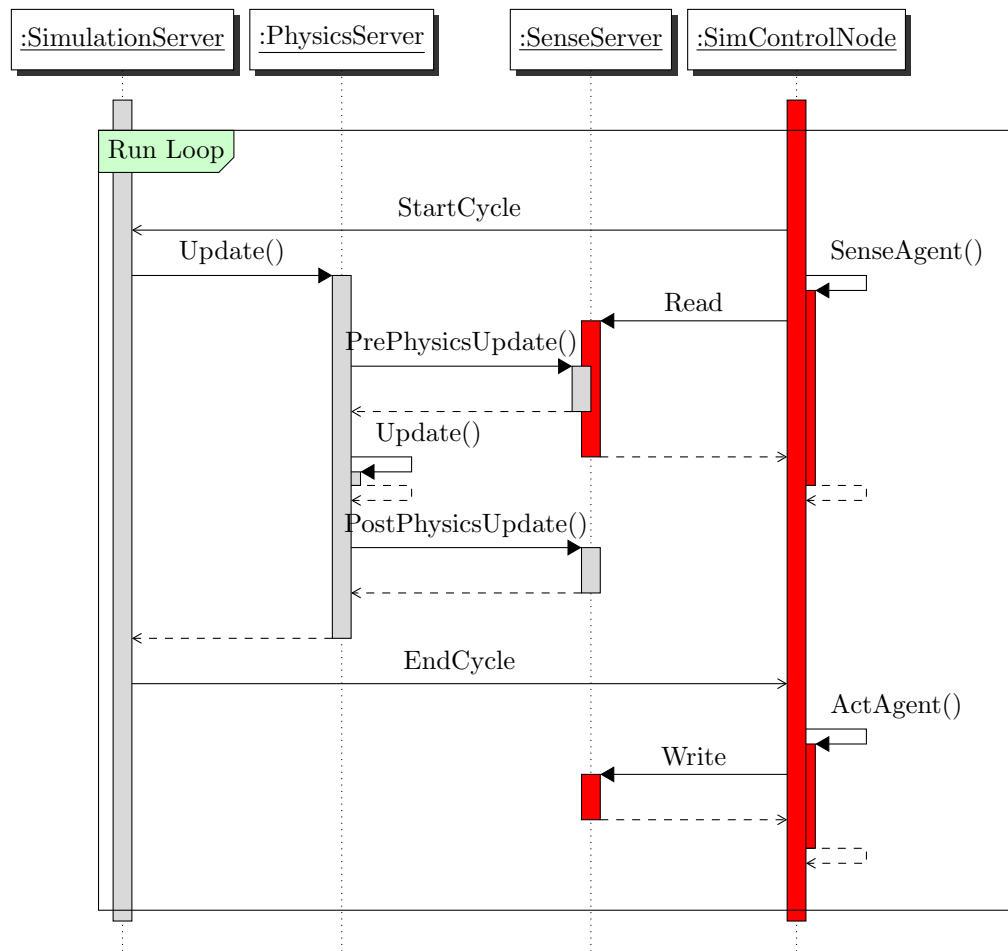 :SimulationServer
:PhysicsServer
:SenseServer
:SimControlNode
Run Loop
StartCycle
Update()
SenseAgent()
Read
PrePhysicsUpdate()
Update()
PostPhysicsUpdate()
EndCycle
ActAgent()
Write